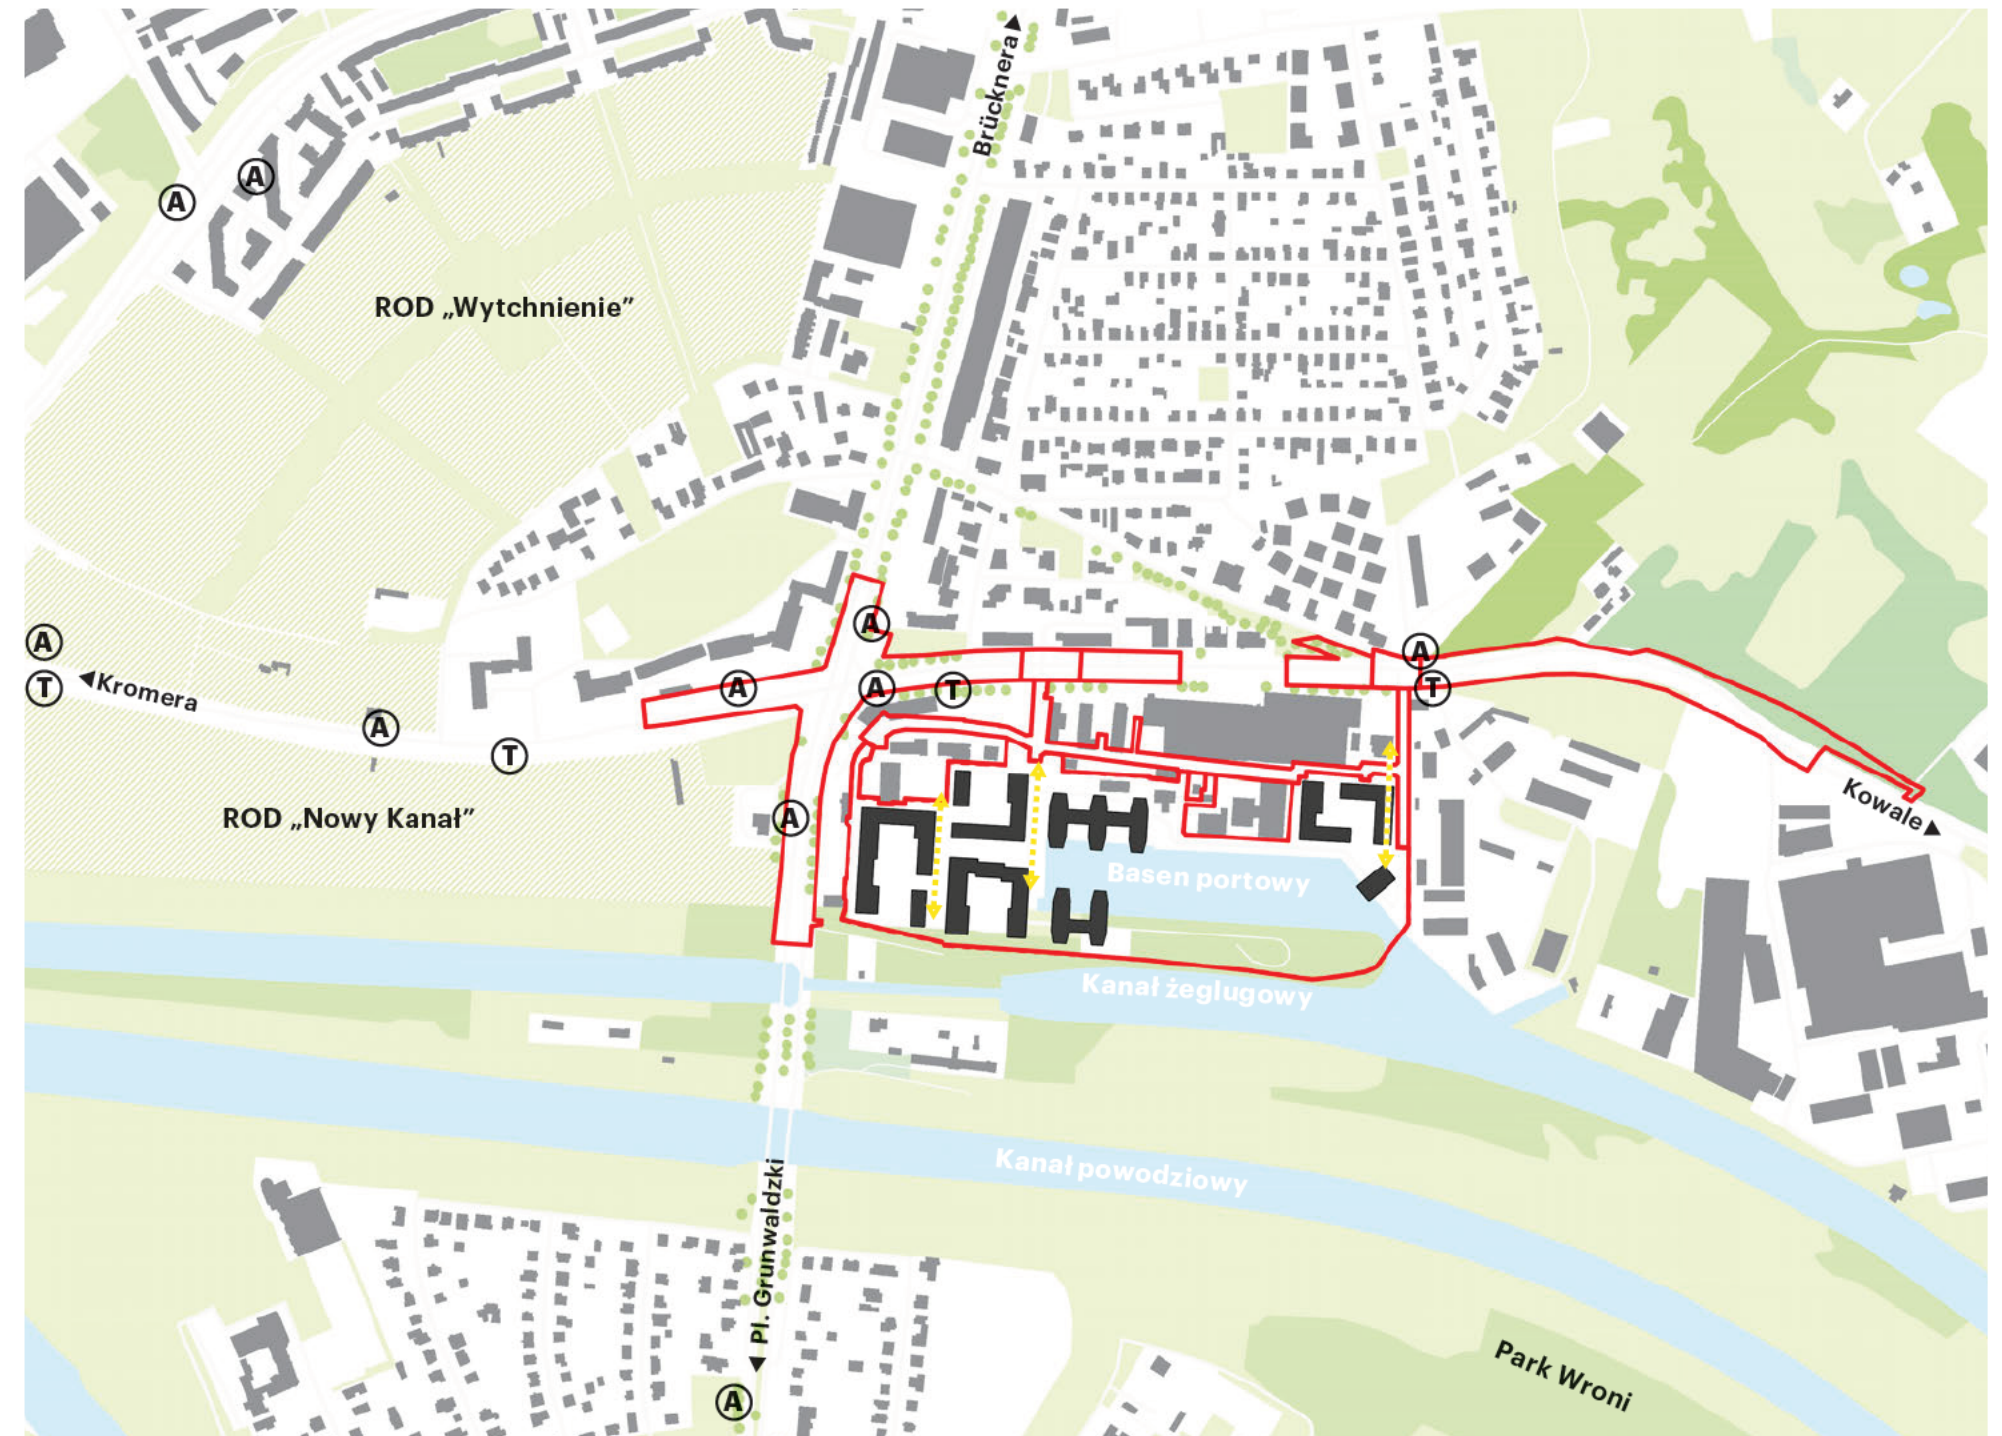 Brücknera
A
A
ROD „Wytchnienie”
A
A
A
T
Kromera
A
A
T
A
T
A
T
ROD „Nowy Kanał”
A
Kowale
Basen portowy
Kanał żeglugowy
Kanał powodziowy
Pl. Grunwaldzki
Park Wroni
A